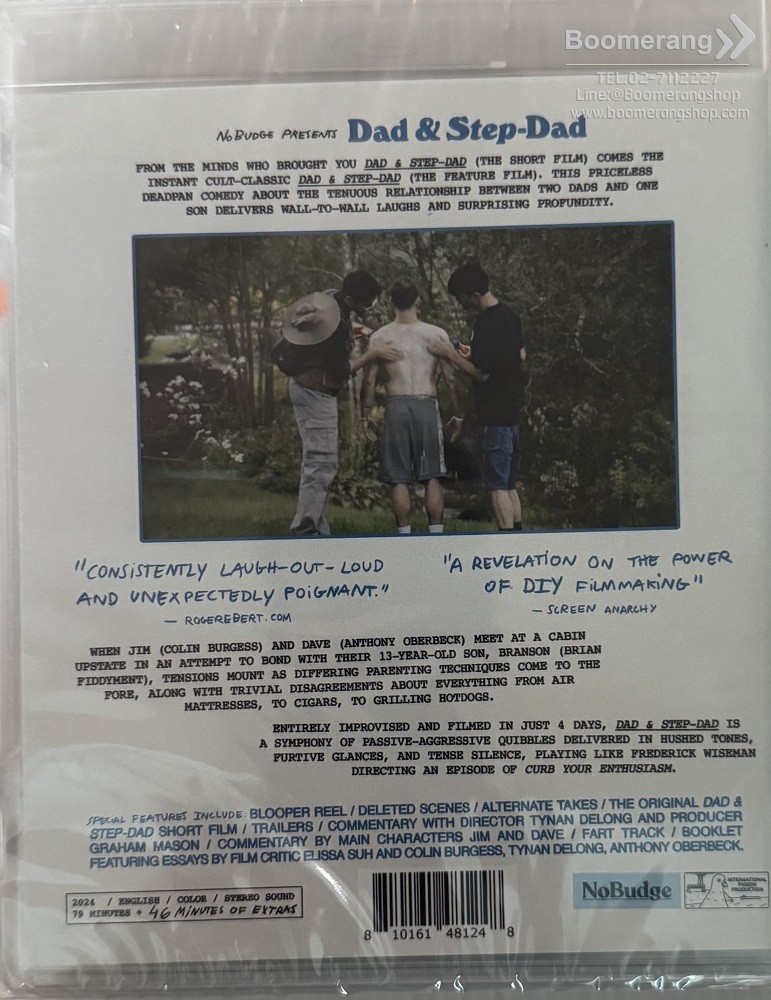 Boomerang
TEL.02-7112227
Line:@Boomerangshop
www.boomerangshop.com
NoBudge PRESENTS Dad & Step-Dad
FROM THE MINDS WHO BROUGHT YOU DAD & STEP-DAD (THE SHORT FILM) COMES THE
INSTANT CULT-CLASSIC DAD & STEP-DAD (THE FEATURE FILM). THIS PRICELESS
DEADPAN COMEDY ABOUT THE TENUOUS RELATIONSHIP BETWEEN TWO DADS AND ONE
SON DELIVERS WALL-TO-WALL LAUGHS AND SURPRISING PROFUNDITY.
"CONSISTENTLY LAUGH-OUT-LOUD
AND UNEXPECTEDLY POIGNANT."
— ROGEREBERT.COM
"A REVELATION ON THE POWER
OF DIY FILMMAKING"
— SCREEN ANARCHY
WHEN JIM (COLIN BURGESS) AND DAVE (ANTHONY OBERBECK) MEET AT A CABIN
UPSTATE IN AN ATTEMPT TO BOND WITH THEIR 13-YEAR-OLD SON, BRANSON (BRIAN
FIDDYMENT), TENSIONS MOUNT AS DIFFERING PARENTING TECHNIQUES COME TO THE
FORE, ALONG WITH TRIVIAL DISAGREEMENTS ABOUT EVERYTHING FROM AIR
MATTRESSES, TO CIGARS, TO GRILLING HOTDOGS.
ENTIRELY IMPROVISED AND FILMED IN JUST 4 DAYS, DAD & STEP-DAD IS
A SYMPHONY OF PASSIVE-AGGRESSIVE QUIBBLES DELIVERED IN HUSHED TONES,
FURTIVE GLANCES, AND TENSE SILENCE, PLAYING LIKE FREDERICK WISEMAN
DIRECTING AN EPISODE OF CURB YOUR ENTHUSIASM.
SPECIAL FEATURES INCLUDE: BLOOPER REEL / DELETED SCENES / ALTERNATE TAKES / THE ORIGINAL DAD &
STEP-DAD SHORT FILM / TRAILERS / COMMENTARY WITH DIRECTOR TYNAN DELONG AND PRODUCER
GRAHAM MASON / COMMENTARY BY MAIN CHARACTERS JIM AND DAVE / FART TRACK / BOOKLET
FEATURING ESSAYS BY FILM CRITIC ELISSA SUH AND COLIN BURGESS, TYNAN DELONG, ANTHONY OBERBECK.
2024 / ENGLISH / COLOR / STEREO SOUND
79 MINUTES + 46 MINUTES OF EXTRAS
8 10161 48124 8
NoBudge
INTERNATIONAL
PIGEON
PRODUCTION